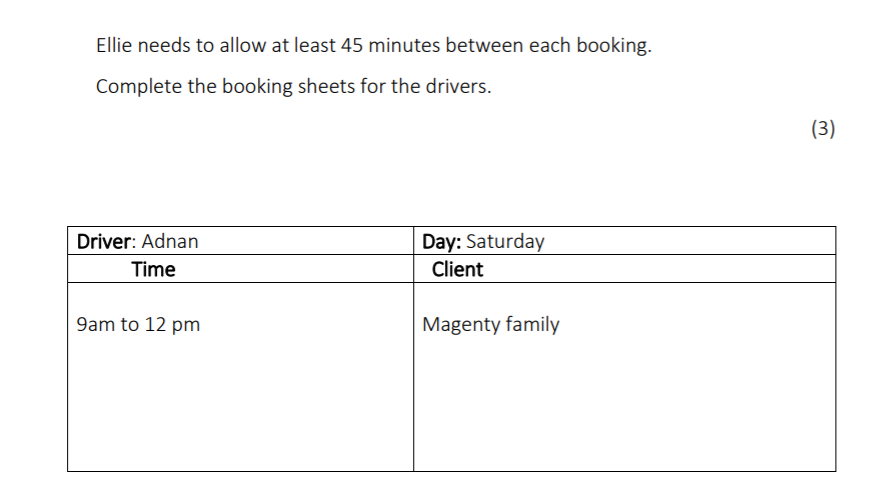 Ellie needs to allow at least 45 minutes between each booking.
Complete the booking sheets for the drivers.
(3)
Driver: Adnan Day: Saturday
Time Client
9am to 12 pm Magenty family